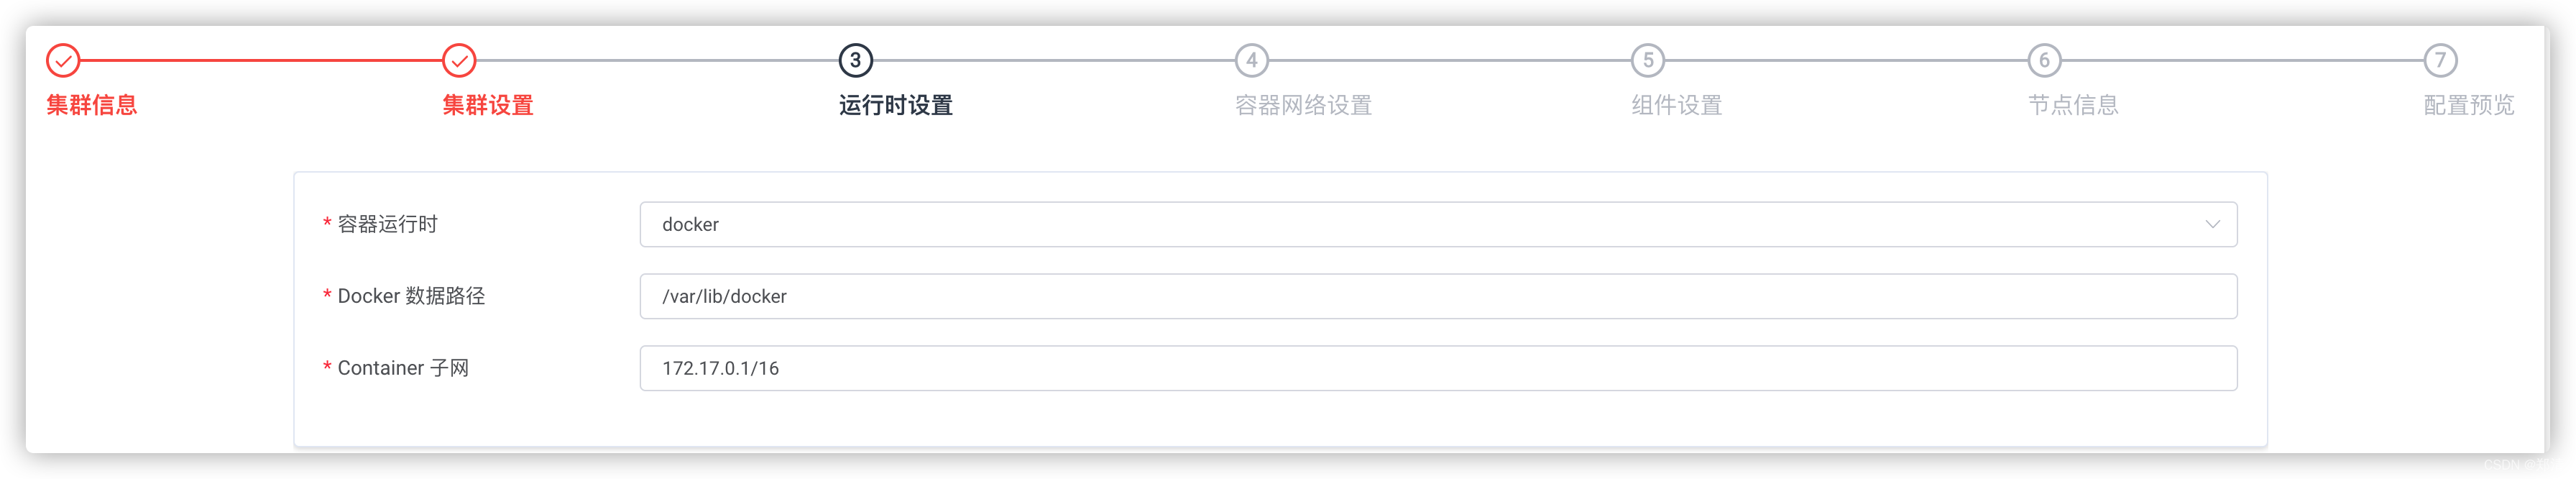 3 4 5 6 7
集群信息 集群设置 运行时设置 容器网络设置 组件设置 节点信息 配置预览
* 容器运行时 docker
* Docker 数据路径 /var/lib/docker
* Container 子网 172.17.0.1/16